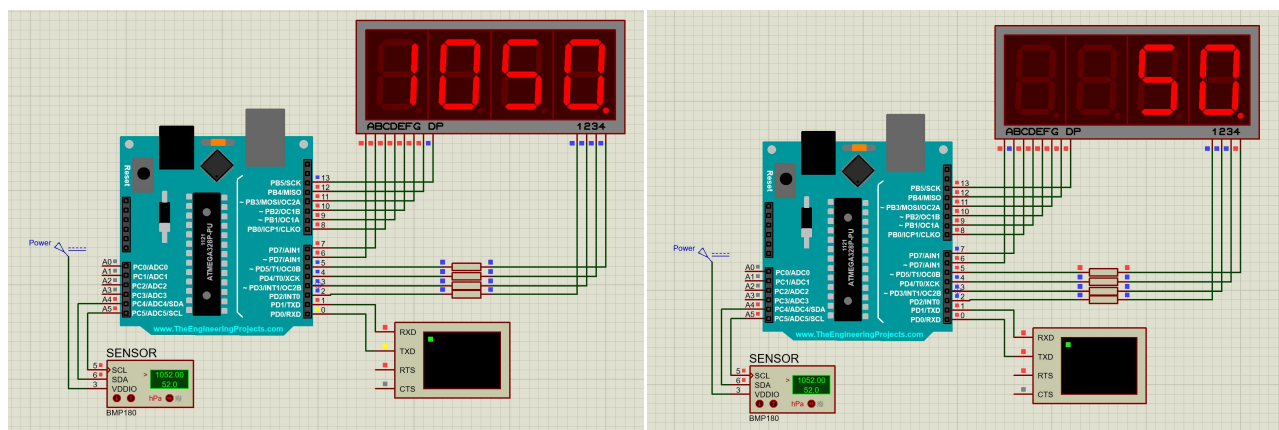 1050.
ABCDEFG DP
1234
Reset
PB5/SCK 13
PB4/MISO 12
~ PB3/MOSI/OC2A 11
~ PB2/OC1B 10
~ PB1/OC1A 9
PB0/ICP1/CLKO 8
1121
ATMEGA328P-PU
PD7/AIN1 7
~ PD7/AIN1 6
~ PD5/T1/OC0B 5
PD4/T0/XCK 4
~ PD3/INT1/OC2B 3
PD2/INT0 2
PD1/TXD 1
PD0/RXD 0
Power
A0 PC0/ADC0
A1 PC1/ADC1
A2 PC2/ADC2
A3 PC3/ADC3
A4 PC4/ADC4/SDA
A5 PC5/ADC5/SCL
www.TheEngineeringProjects.com
RXD
TXD
RTS
CTS
SENSOR
5 SCL
6 SDA
3 VDDIO
> 1052.00
52.0
hPa
BMP180
50.
ABCDEFG DP
1234
Reset
PB5/SCK 13
PB4/MISO 12
~ PB3/MOSI/OC2A 11
~ PB2/OC1B 10
~ PB1/OC1A 9
PB0/ICP1/CLKO 8
1121
ATMEGA328P-PU
PD7/AIN1 7
~ PD7/AIN1 6
~ PD5/T1/OC0B 5
PD4/T0/XCK 4
~ PD3/INT1/OC2B 3
PD2/INT0 2
PD1/TXD 1
PD0/RXD 0
Power
A0 PC0/ADC0
A1 PC1/ADC1
A2 PC2/ADC2
A3 PC3/ADC3
A4 PC4/ADC4/SDA
A5 PC5/ADC5/SCL
www.TheEngineeringProjects.com
RXD
TXD
RTS
CTS
SENSOR
5 SCL
6 SDA
3 VDDIO
> 1052.00
52.0
hPa
BMP180